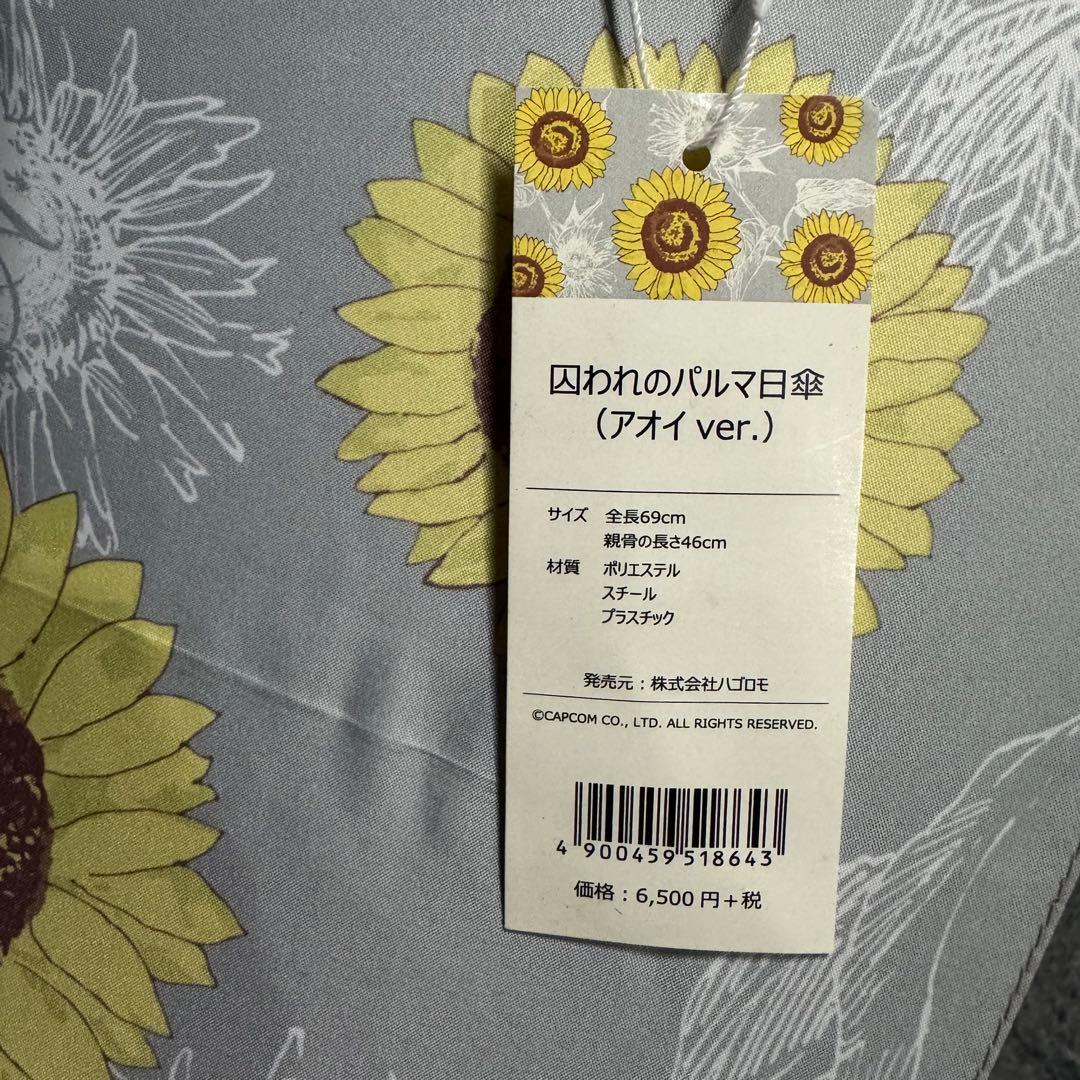 囚われのパルマ日傘
（アオイ ver.）
サイズ 全長69cm
親骨の長さ46cm
材質 ポリエステル
スチール
プラスチック
発売元：株式会社ハゴロモ
©CAPCOM CO., LTD. ALL RIGHTS RESERVED.
4 900459 518643
価格：6,500 円＋税